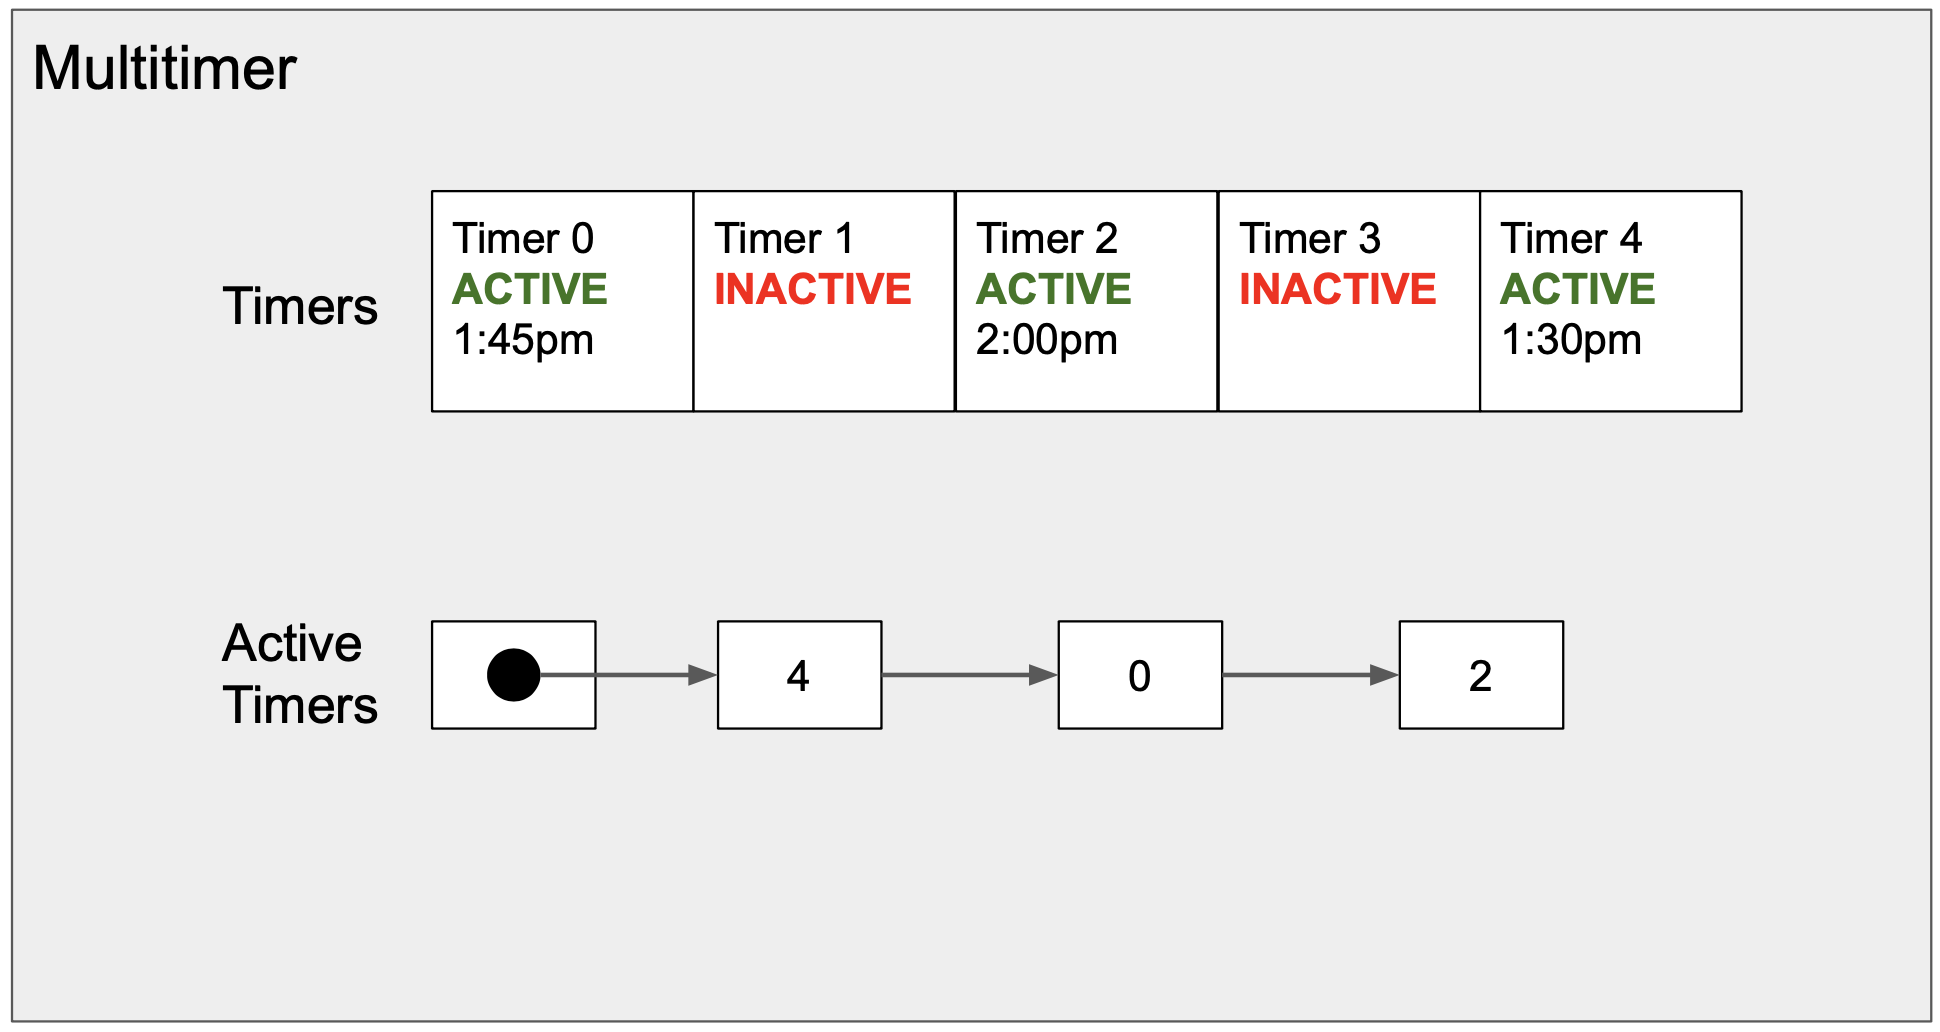 Multitimer
Timers
Timer 0
ACTIVE
1:45pm
Timer 1
INACTIVE
Timer 2
ACTIVE
2:00pm
Timer 3
INACTIVE
Timer 4
ACTIVE
1:30pm
Active
Timers
4
0
2